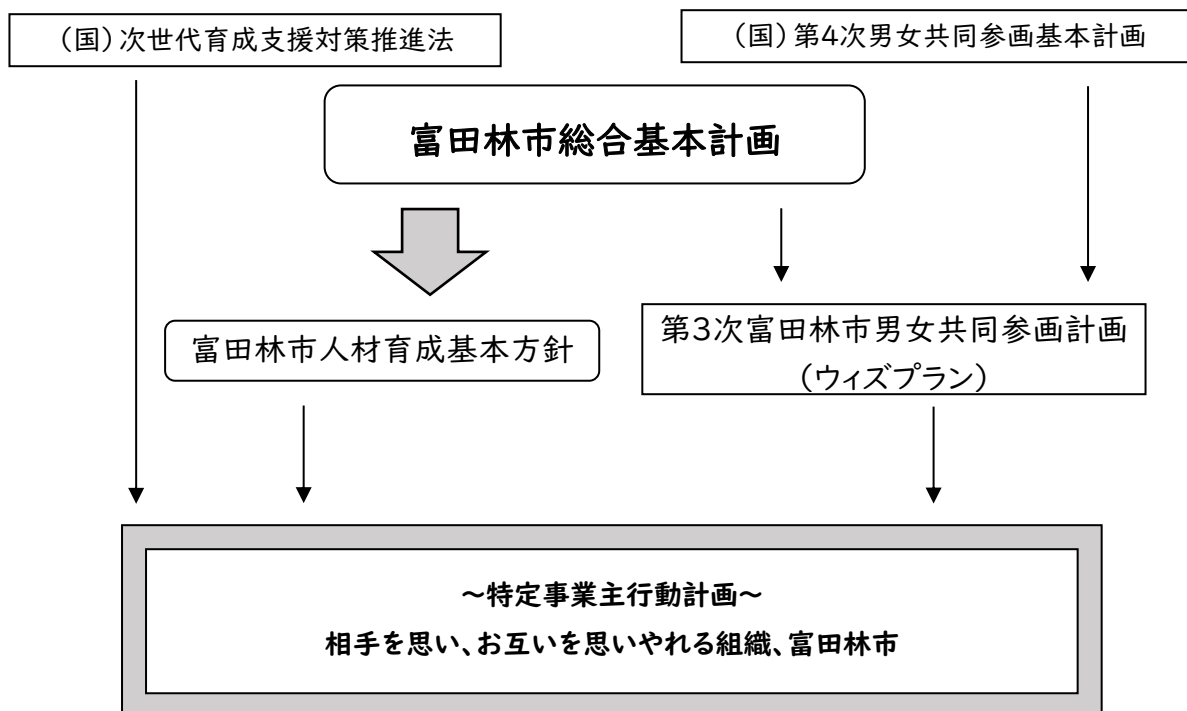 （国）次世代育成支援対策推進法
（国）第4次男女共同参画基本計画
富田林市総合基本計画
富田林市人材育成基本方針
第3次富田林市男女共同参画計画
（ウィズプラン）
～特定事業主行動計画～
相手を思い、お互いを思いやれる組織、富田林市